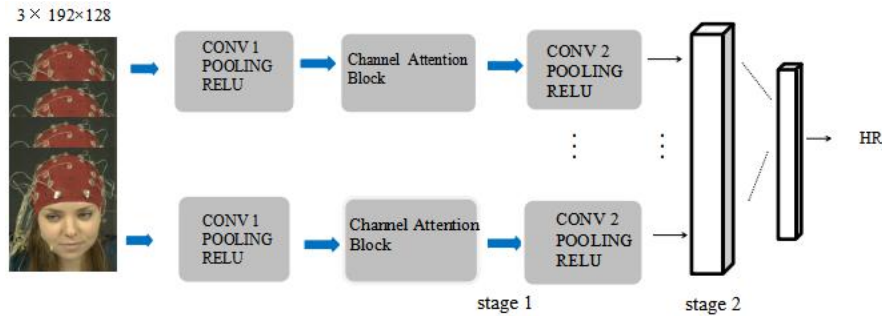 3 × 192×128
CONV 1
POOLING
RELU
Channel Attention
Block
CONV 2
POOLING
RELU
HR
CONV 1
POOLING
RELU
Channel Attention
Block
CONV 2
POOLING
RELU
stage 1
stage 2